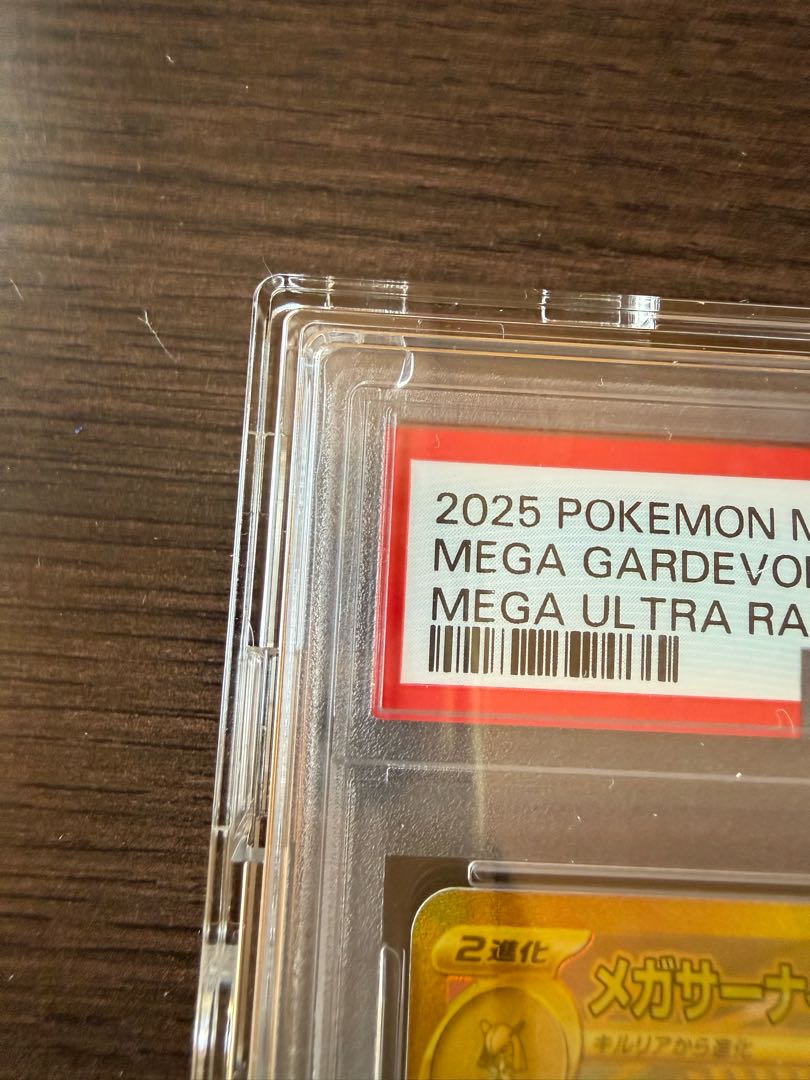 2025 POKEMON M
MEGA GARDEVOI
MEGA ULTRA RA
2進化
メガサーナ
キルリアから進化